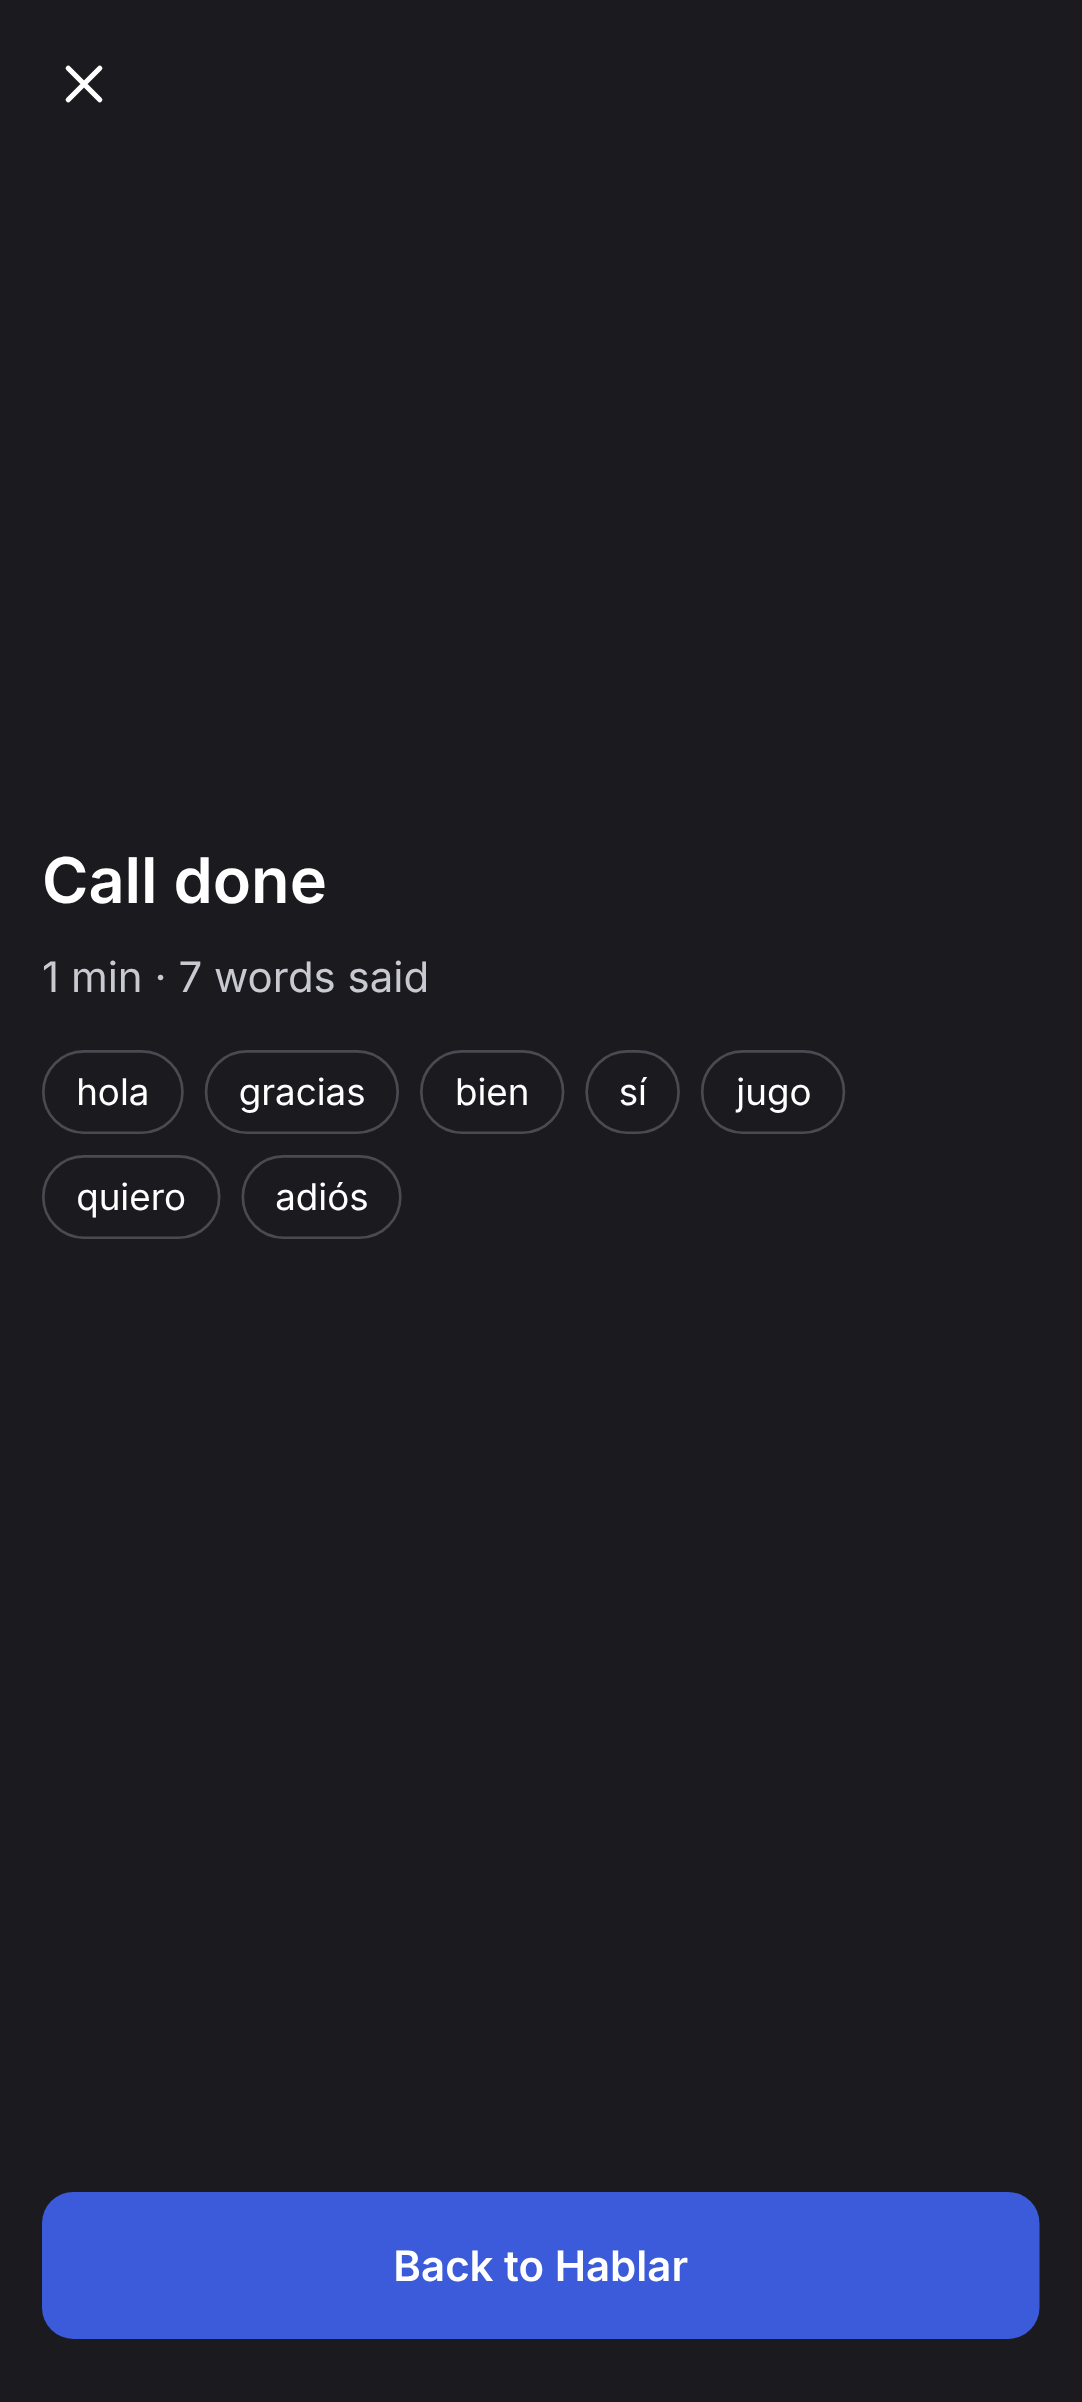 Call done
1 min · 7 words said
hola gracias bien sí jugo
quiero adiós
Back to Hablar